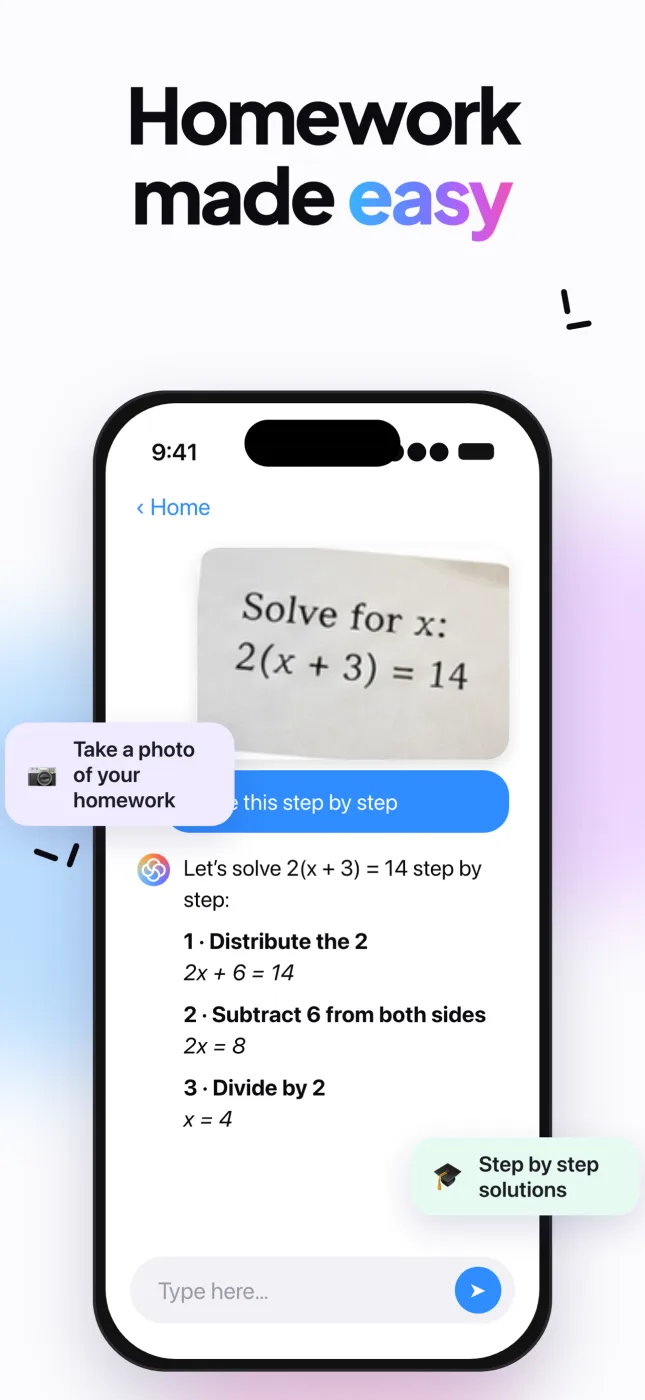 Homework
made easy
9:41
‹ Home
Solve for x:
2(x + 3) = 14
Take a photo
of your
homework
this step by step
Let’s solve 2(x + 3) = 14 step by
step:
1 · Distribute the 2
2x + 6 = 14
2 · Subtract 6 from both sides
2x = 8
3 · Divide by 2
x = 4
Step by step
solutions
Type here...